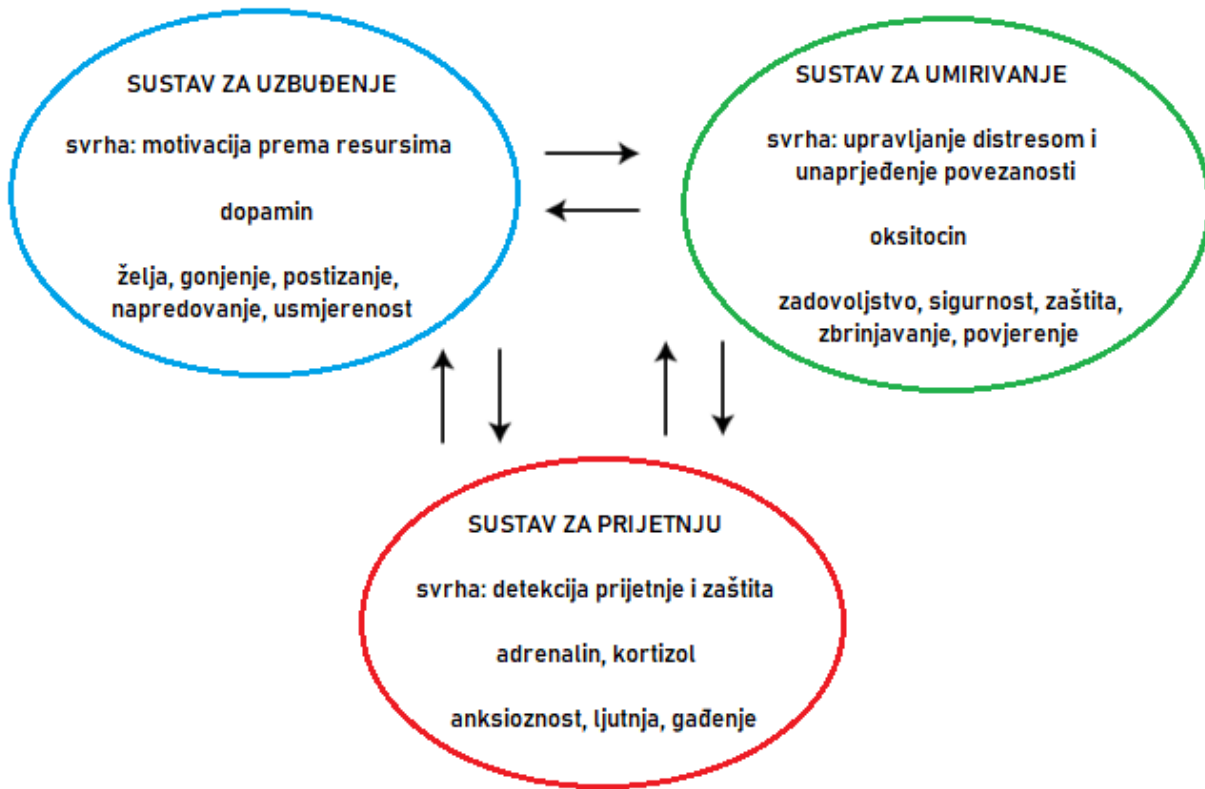 SUSTAV ZA UZBUĐENJE
svrha: motivacija prema resursima
dopamin
želja, gonjenje, postizanje,
napredovanje, usmjerenost
SUSTAV ZA UMIRIVANJE
svrha: upravljanje distresom i
unaprjeđenje povezanosti
oksitocin
zadovoljstvo, sigurnost, zaštita,
zbrinjavanje, povjerenje
SUSTAV ZA PRIJETNJU
svrha: detekcija prijetnje i zaštita
adrenalin, kortizol
anksioznost, ljutnja, gađenje